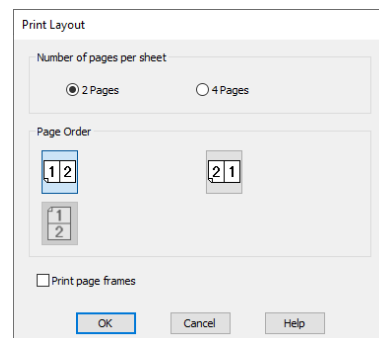 Print Layout
Number of pages per sheet
2 Pages
4 Pages
Page Order
1 2
2 1
1
2
Print page frames
OK
Cancel
Help